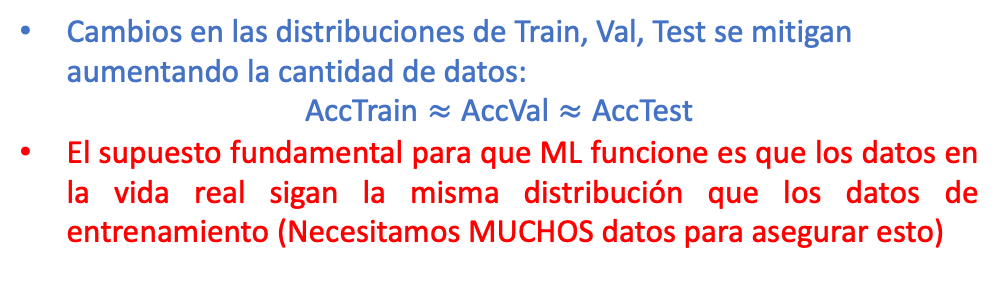 • Cambios en las distribuciones de Train, Val, Test se mitigan
aumentando la cantidad de datos:
AccTrain ≈ AccVal ≈ AccTest
• El supuesto fundamental para que ML funcione es que los datos en
la vida real sigan la misma distribución que los datos de
entrenamiento (Necesitamos MUCHOS datos para asegurar esto)